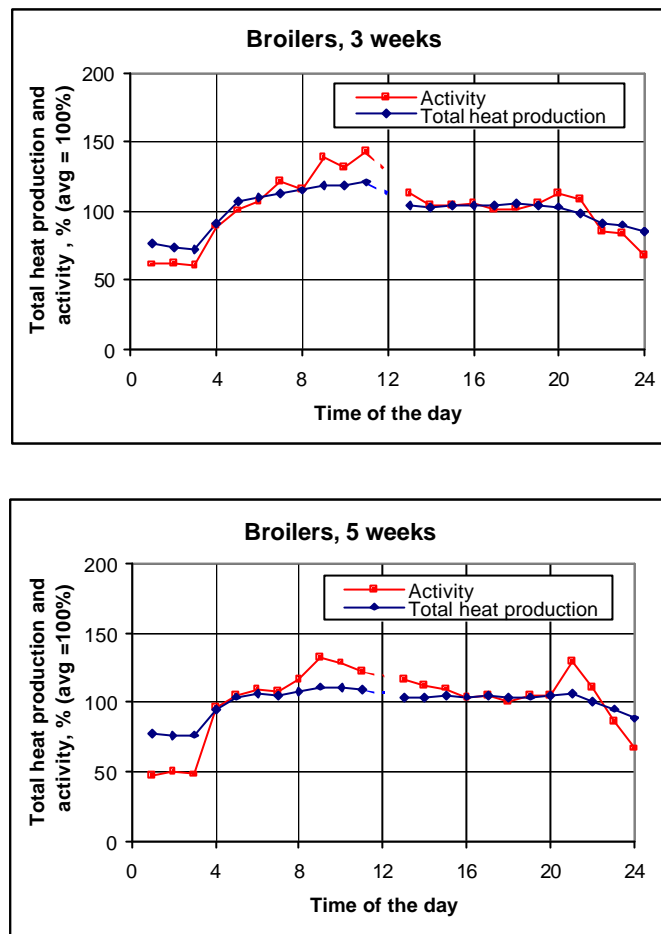 Broilers, 3 weeks
Total heat production and
activity , % (avg = 100%)
200
150
100
50
0
Activity
Total heat production
0 4 8 12 16 20 24
Time of the day
Broilers, 5 weeks
Total heat production and
activity, % (avg =100%)
200
150
100
50
0
Activity
Total heat production
0 4 8 12 16 20 24
Time of the day